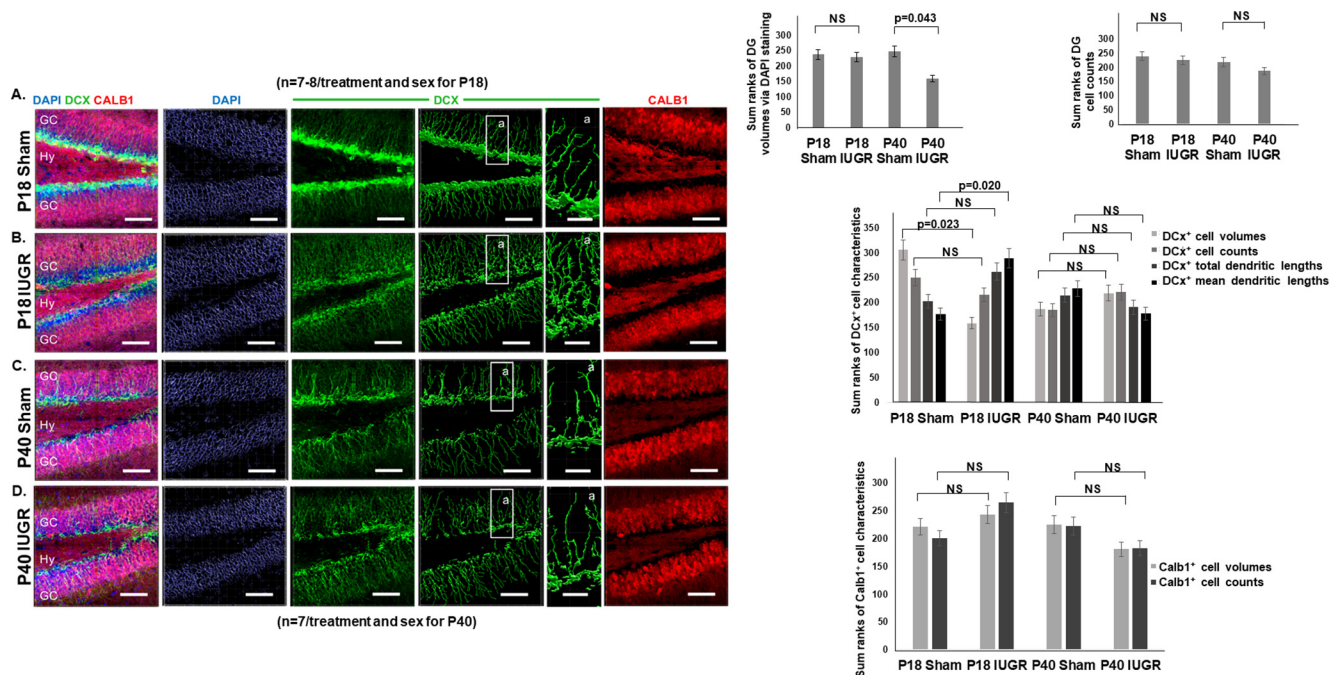 (n=7-8/treatment and sex for P18)
A.
DAPI DCX CALB1
DAPI
DCX
CALB1
P18 Sham
GC
Hy
GC
a
a
B.
P18IUGR
GC
Hy
GC
a
a
C.
P40 Sham
GC
Hy
GC
a
a
D.
P40 IUGR
GC
Hy
GC
a
a
(n=7/treatment and sex for P40)
Sum ranks of DG
volumes via DAPI staining
NS
p=0.043
300
250
200
150
100
50
0
P18 P18 P40 P40
Sham IUGR Sham IUGR
Sum ranks of DG
cell counts
NS
NS
300
250
200
150
100
50
0
P18 P18 P40 P40
Sham IUGR Sham IUGR
Sum ranks of DCx⁺ cell characteristics
p=0.020
NS
NS
NS
p=0.023
NS
NS
NS
350
300
250
200
150
100
50
0
P18 Sham P18 IUGR P40 Sham P40 IUGR
DCx⁺ cell volumes
DCx⁺ cell counts
DCx⁺ total dendritic lengths
DCx⁺ mean dendritic lengths
Sum ranks of Calb1⁺ cell characteristics
NS
NS
NS
NS
300
250
200
150
100
50
0
P18 Sham P18 IUGR P40 Sham P40 IUGR
Calb1⁺ cell volumes
Calb1⁺ cell counts